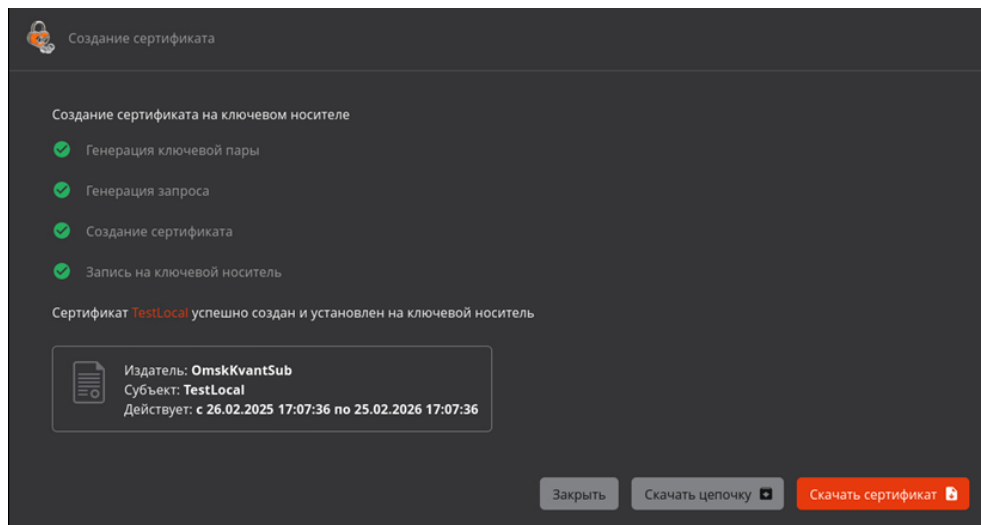 Создание сертификата
Создание сертификата на ключевом носителе
Генерация ключевой пары
Генерация запроса
Создание сертификата
Запись на ключевой носитель
Сертификат TestLocal успешно создан и установлен на ключевой носитель
Издатель: OmskKvantSub
Субъект: TestLocal
Действует: с 26.02.2025 17:07:36 по 25.02.2026 17:07:36
Закрыть Скачать цепочку Скачать сертификат